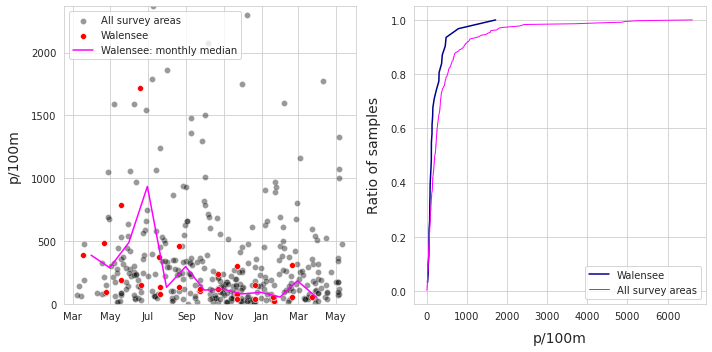 All survey areas
Walensee
Walensee: monthly median
p/100m
2000
1500
1000
500
0
Mar May Jul Sep Nov Jan Mar May
Ratio of samples
1.0
0.8
0.6
0.4
0.2
0.0
Walensee
All survey areas
0 1000 2000 3000 4000 5000 6000
p/100m